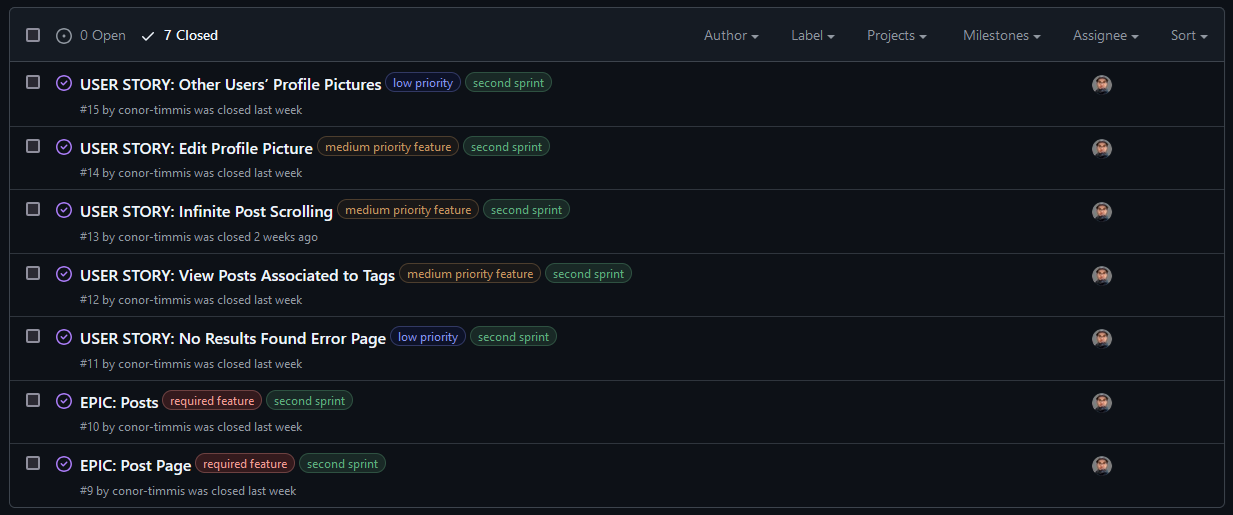 0 Open 7 Closed Author Label Projects Milestones Assignee Sort
USER STORY: Other Users’ Profile Pictures low priority second sprint
#15 by conor-timmis was closed last week
USER STORY: Edit Profile Picture medium priority feature second sprint
#14 by conor-timmis was closed last week
USER STORY: Infinite Post Scrolling medium priority feature second sprint
#13 by conor-timmis was closed 2 weeks ago
USER STORY: View Posts Associated to Tags medium priority feature second sprint
#12 by conor-timmis was closed last week
USER STORY: No Results Found Error Page low priority second sprint
#11 by conor-timmis was closed last week
EPIC: Posts required feature second sprint
#10 by conor-timmis was closed last week
EPIC: Post Page required feature second sprint
#9 by conor-timmis was closed last week